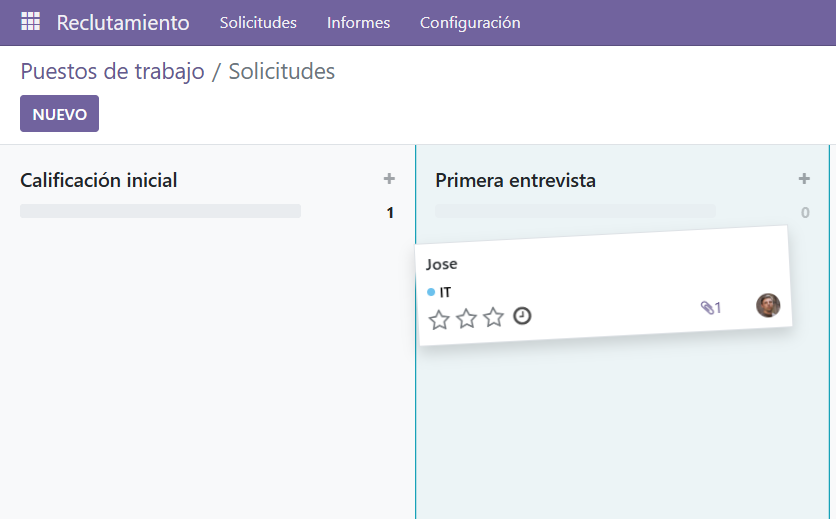 Reclutamiento Solicitudes Informes Configuración
Puestos de trabajo / Solicitudes
NUEVO
Calificación inicial +
1
Primera entrevista +
0
Jose
IT
1